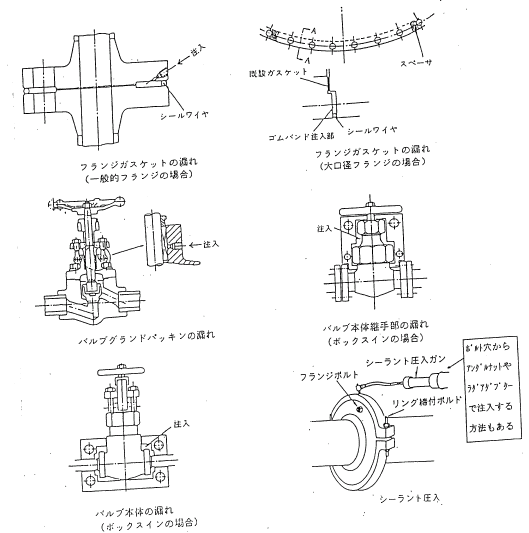 注入
シールワイヤ
フランジガスケットの漏れ
(一般的フランジの場合)
A
A
スペーサ
既設ガスケット
シールワイヤ
ゴムバンド注入部
フランジガスケットの漏れ
(大口径フランジの場合)
注入
バルブグランドパッキンの漏れ
注入
バルブ本体継手部の漏れ
(ボックスインの場合)
注入
バルブ本体の漏れ
(ボックスインの場合)
シーラント圧入ガン
フランジボルト
リング締付ボルト
シーラント圧入
ボルト穴から
アンダルナットや
ラダアダプター
で注入する
方法もある